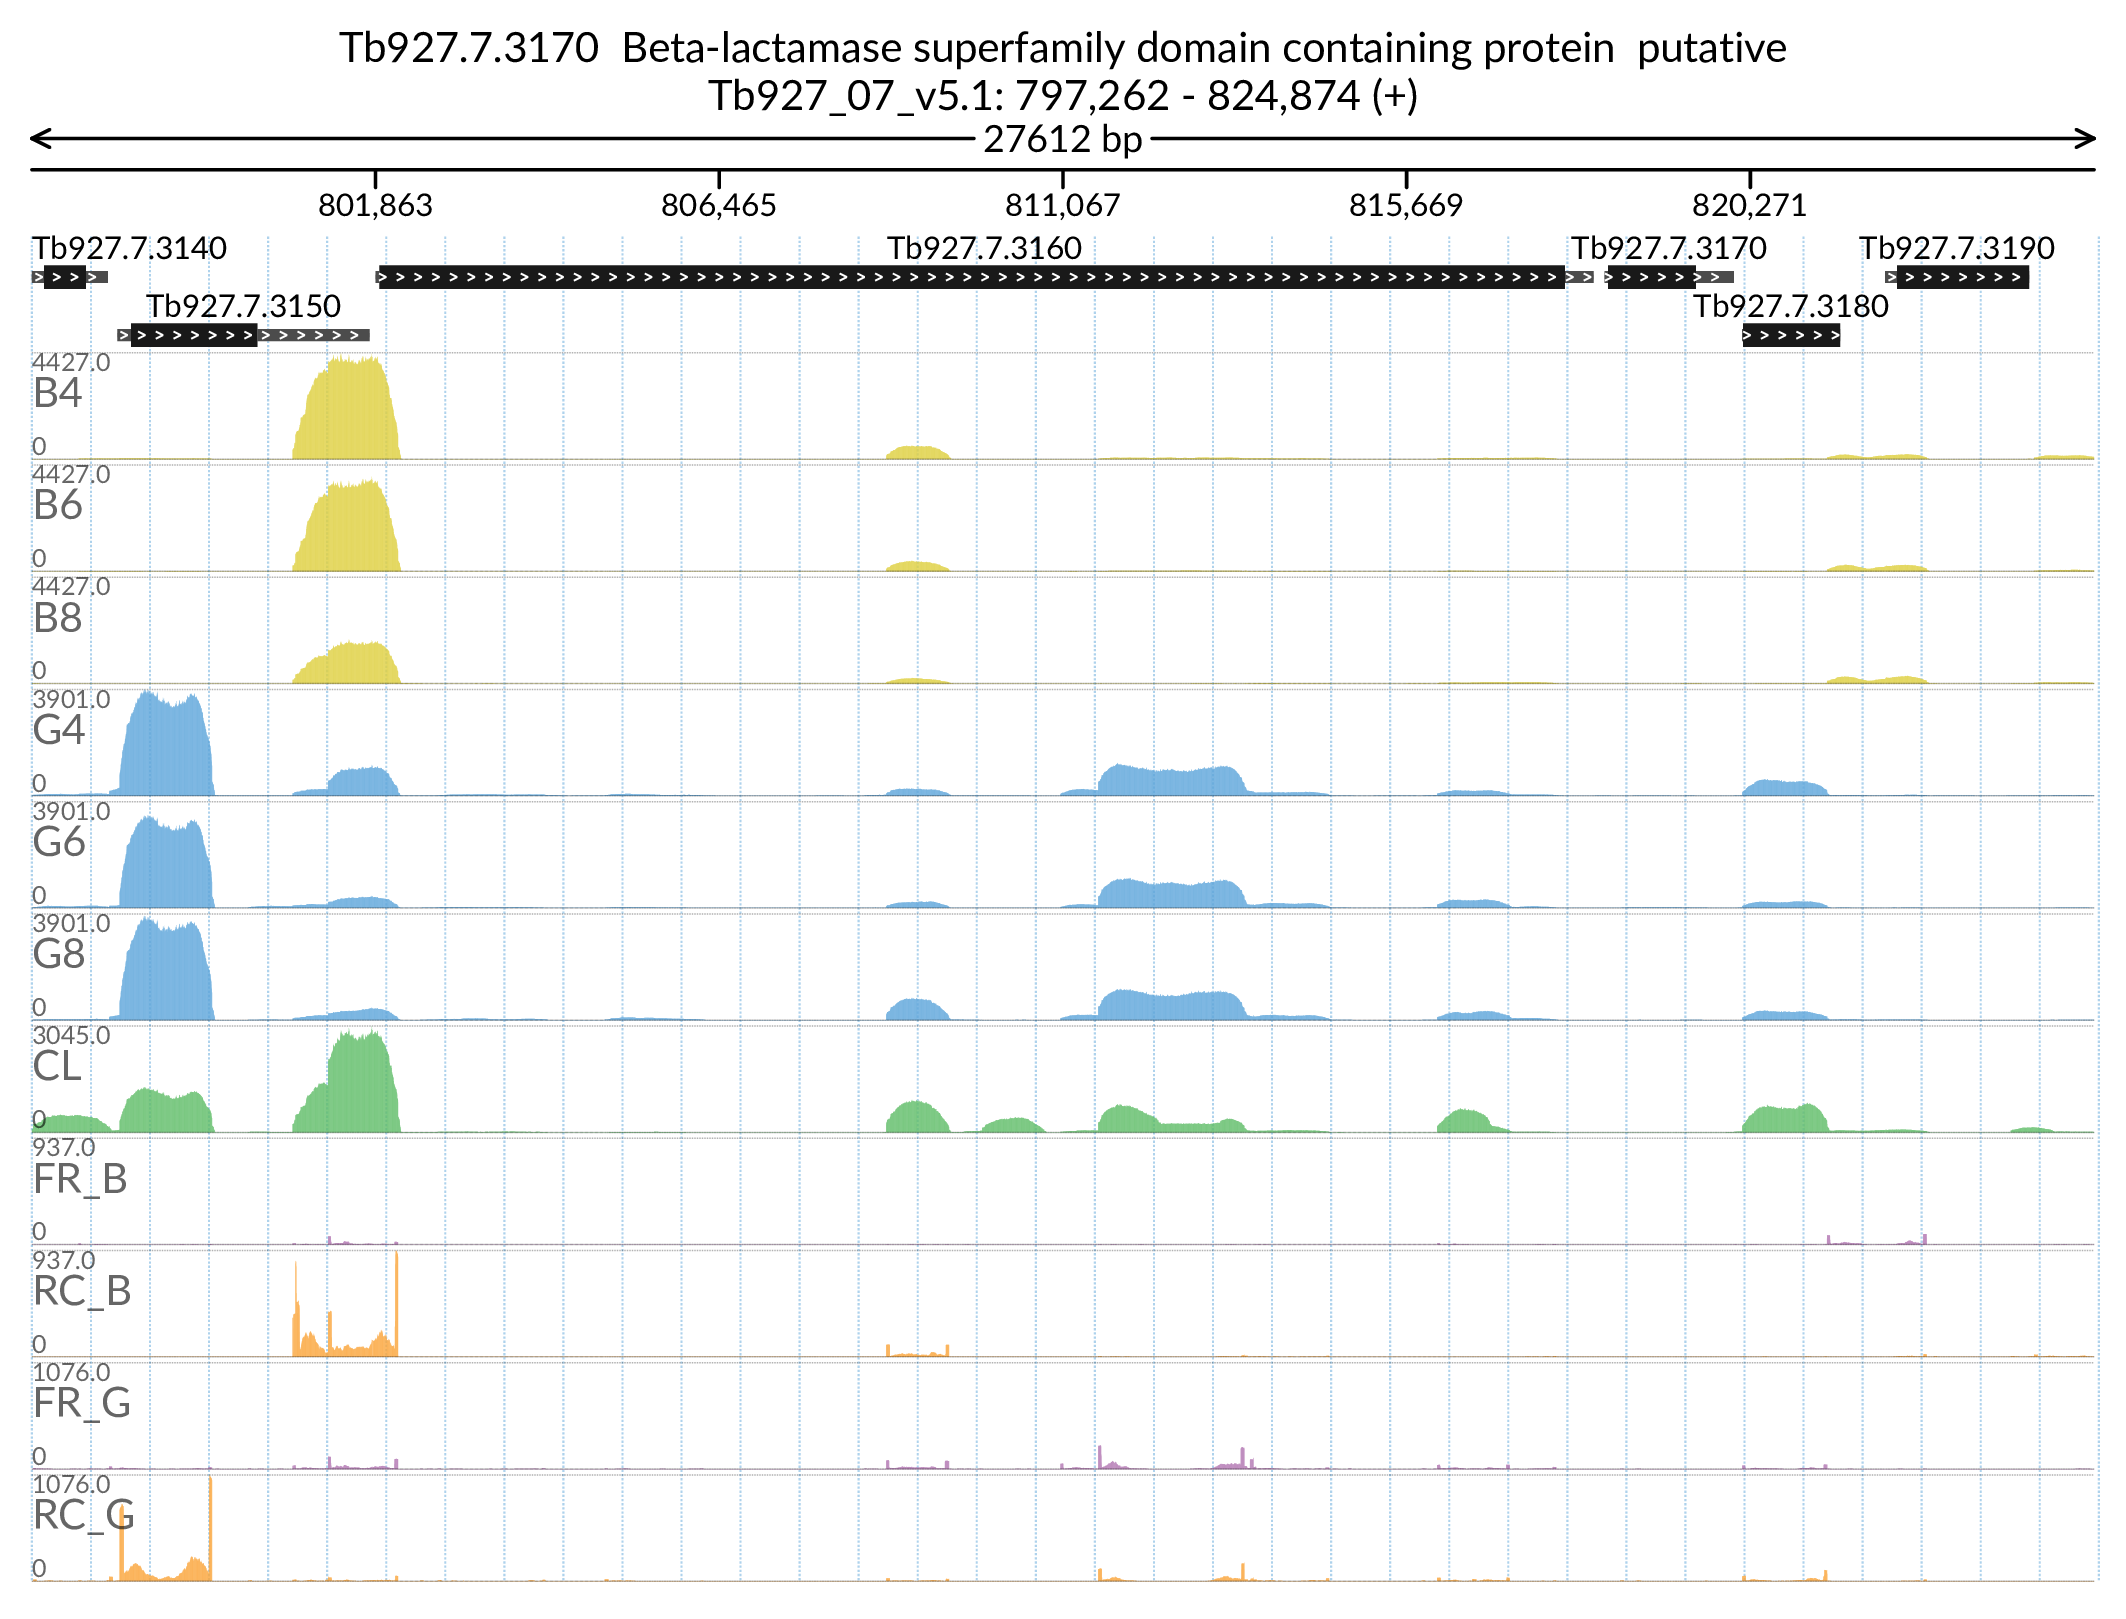 Tb927.7.3170  Beta-lactamase superfamily domain containing protein  putative
Tb927_07_v5.1: 797,262 - 824,874 (+)
27612 bp
801,863 806,465 811,067 815,669 820,271
Tb927.7.3140 Tb927.7.3160 Tb927.7.3170 Tb927.7.3190
Tb927.7.3150 Tb927.7.3180
4427.0
B4
0
4427.0
B6
0
4427.0
B8
0
3901.0
G4
0
3901.0
G6
0
3901.0
G8
0
3045.0
CL
0
937.0
FR_B
0
937.0
RC_B
0
1076.0
FR_G
0
1076.0
RC_G
0